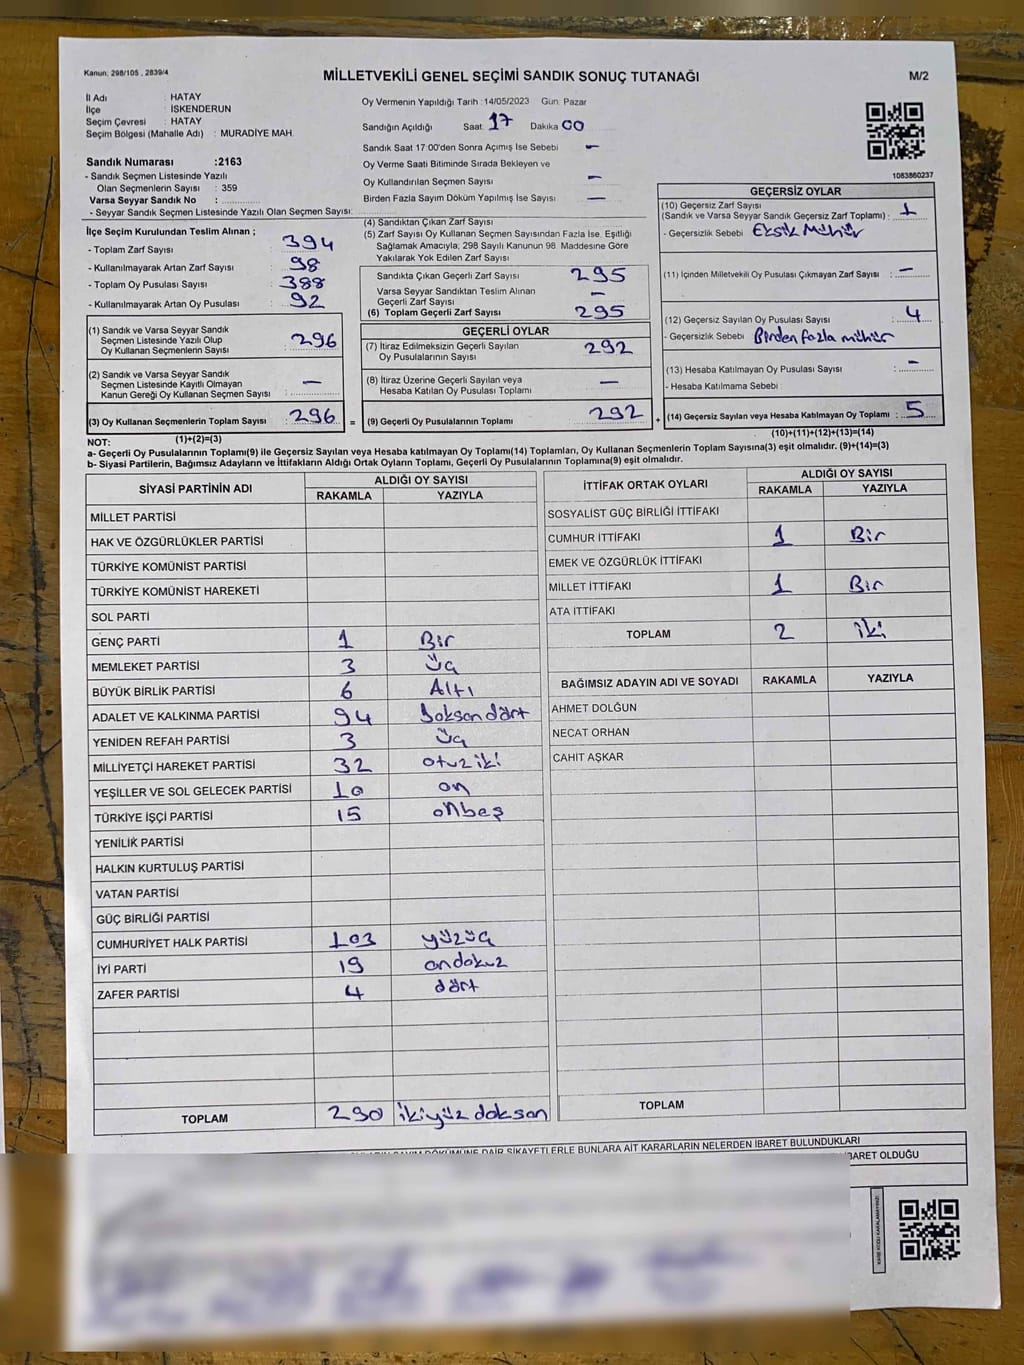 Kanun: 298/105 , 2839/4
MİLLETVEKİLİ GENEL SEÇİMİ SANDIK SONUÇ TUTANAĞI
M/2
İl Adı : HATAY
İlçe : İSKENDERUN
Seçim Çevresi : HATAY
Seçim Bölgesi (Mahalle Adı) : MURADİYE MAH.
Sandık Numarası :2163
- Sandık Seçmen Listesinde Yazılı
Olan Seçmenlerin Sayısı : 359
Varsa Seyyar Sandık No :
- Seyyar Sandık Seçmen Listesinde Yazılı Olan Seçmen Sayısı:
Oy Vermenin Yapıldığı Tarih : 14/05/2023 Gün: Pazar
Sandığın Açıldığı Saat 17 Dakika 00
Sandık Saat 17:00'den Sonra Açımış İse Sebebi –
Oy Verme Saati Bitiminde Sırada Bekleyen ve
Oy Kullandırılan Seçmen Sayısı –
Birden Fazla Sayım Döküm Yapılmış İse Sayısı –
1083860237
İlçe Seçim Kurulundan Teslim Alınan ;
- Toplam Zarf Sayısı 394
- Kullanılmayarak Artan Zarf Sayısı 98
- Toplam Oy Pusulası Sayısı 388
- Kullanılmayarak Artan Oy Pusulası 92
(1) Sandık ve Varsa Seyyar Sandık
Seçmen Listesinde Yazılı Olup
Oy Kullanan Seçmenlerin Sayısı 296
(2) Sandık ve Varsa Seyyar Sandık
Seçmen Listesinde Kayıtlı Olmayan
Kanun Gereği Oy Kullanan Seçmen Sayısı –
(3) Oy Kullanan Seçmenlerin Toplam Sayısı 296 =
(1)+(2)=(3)
(4) Sandıktan Çıkan Zarf Sayısı
(5) Zarf Sayısı Oy Kullanan Seçmen Sayısından Fazla İse, Eşitliği
Sağlamak Amacıyla; 298 Sayılı Kanunun 98. Maddesine Göre
Yakılarak Yok Edilen Zarf Sayısı
Sandıkta Çıkan Geçerli Zarf Sayısı 295
Varsa Seyyar Sandıktan Teslim Alınan
Geçerli Zarf Sayısı –
(6) Toplam Geçerli Zarf Sayısı 295
GEÇERLİ OYLAR
(7) İtiraz Edilmeksizin Geçerli Sayılan
Oy Pusulalarının Sayısı 292
(8) İtiraz Üzerine Geçerli Sayılan veya
Hesaba Katılan Oy Pusulası Toplamı –
(9) Geçerli Oy Pusulalarının Toplamı 292 +
GEÇERSİZ OYLAR
(10) Geçersiz Zarf Sayısı
(Sandık ve Varsa Seyyar Sandık Geçersiz Zarf Toplamı) : 1
- Geçersizlik Sebebi Eksik Mühür
(11) İçinden Milletvekili Oy Pusulası Çıkmayan Zarf Sayısı : –
(12) Geçersiz Sayılan Oy Pusulası Sayısı 4
- Geçersizlik Sebebi Birden fazla mühür
(13) Hesaba Katılmayan Oy Pusulası Sayısı : –
- Hesaba Katılmama Sebebi :
(14) Geçersiz Sayılan veya Hesaba Katılmayan Oy Toplamı : 5
(10)+(11)+(12)+(13)=(14)
NOT:
a- Geçerli Oy Pusulalarının Toplamı(9) ile Geçersiz Sayılan veya Hesaba katılmayan Oy Toplamı(14) Toplamları, Oy Kullanan Seçmenlerin Toplam Sayısına(3) eşit olmalıdır. (9)+(14)=(3)
b- Siyasi Partilerin, Bağımsız Adayların ve İttifakların Aldığı Ortak Oyların Toplamı, Geçerli Oy Pusulalarının Toplamına(9) eşit olmalıdır.
SİYASİ PARTİNİN ADI ALDIĞI OY SAYISI
RAKAMLA YAZIYLA
MİLLET PARTİSİ
HAK VE ÖZGÜRLÜKLER PARTİSİ
TÜRKİYE KOMÜNİST PARTİSİ
TÜRKİYE KOMÜNİST HAREKETİ
SOL PARTİ
GENÇ PARTİ 1 Bir
MEMLEKET PARTİSİ 3 üç
BÜYÜK BİRLİK PARTİSİ 6 Altı
ADALET VE KALKINMA PARTİSİ 94 Doksan dört
YENİDEN REFAH PARTİSİ 3 üç
MİLLİYETÇİ HAREKET PARTİSİ 32 otuz iki
YEŞİLLER VE SOL GELECEK PARTİSİ 10 on
TÜRKİYE İŞÇİ PARTİSİ 15 onbeş
YENİLİK PARTİSİ
HALKIN KURTULUŞ PARTİSİ
VATAN PARTİSİ
GÜÇ BİRLİĞİ PARTİSİ
CUMHURİYET HALK PARTİSİ 103 yüzüç
İYİ PARTİ 19 ondokuz
ZAFER PARTİSİ 4 dört
TOPLAM 290 ikiyüz doksan
İTTİFAK ORTAK OYLARI ALDIĞI OY SAYISI
RAKAMLA YAZIYLA
SOSYALİST GÜÇ BİRLİĞİ İTTİFAKI
CUMHUR İTTİFAKI 1 Bir
EMEK VE ÖZGÜRLÜK İTTİFAKI
MİLLET İTTİFAKI 1 Bir
ATA İTTİFAKI
TOPLAM 2 iki
BAĞIMSIZ ADAYIN ADI VE SOYADI RAKAMLA YAZIYLA
AHMET DOLĞUN
NECAT ORHAN
CAHİT AŞKAR
TOPLAM
DÖKÜMÜNE DAİR ŞİKAYETLERLE BUNLARA AİT KARARLARIN NELERDEN İBARET BULUNDUKLARI
İBARET OLDUĞU
KARE KODU KARALAMAYINIZ!